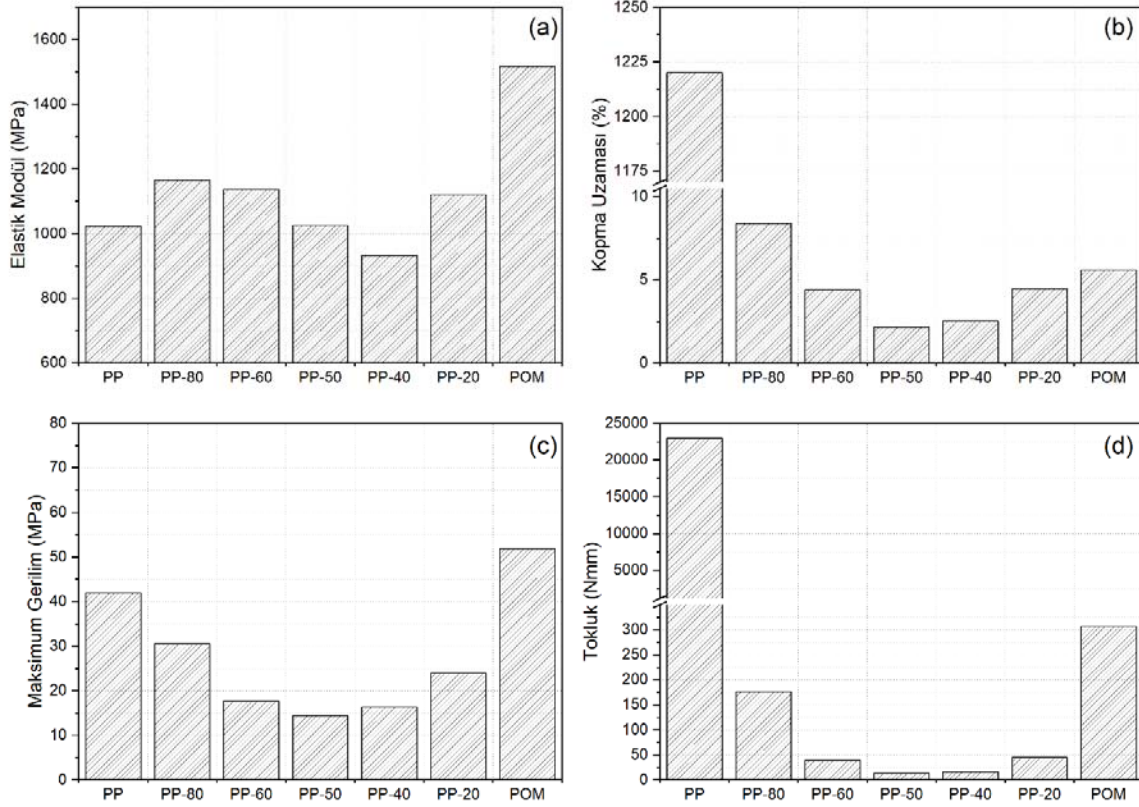 (a)
Elastik Modül (MPa)
1600
1400
1200
1000
800
600
PP PP-80 PP-60 PP-50 PP-40 PP-20 POM
(b)
Kopma Uzaması (%)
1250
1225
1200
1175
10
5
0
PP PP-80 PP-60 PP-50 PP-40 PP-20 POM
(c)
Maksimum Gerilim (MPa)
80
70
60
50
40
30
20
10
0
PP PP-80 PP-60 PP-50 PP-40 PP-20 POM
(d)
Tokluk (Nmm)
25000
20000
10000
5000
300
250
200
150
100
50
0
PP PP-80 PP-60 PP-50 PP-40 PP-20 POM